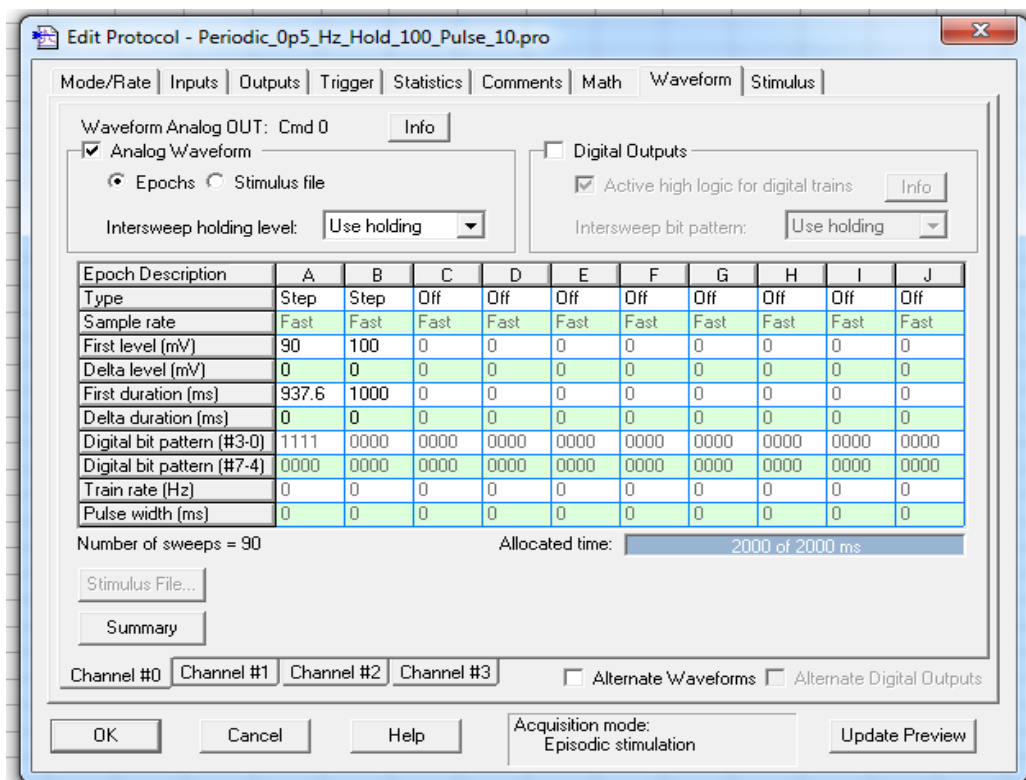 Edit Protocol - Periodic_0p5_Hz_Hold_100_Pulse_10.pro
Mode/Rate Inputs Outputs Trigger Statistics Comments Math Waveform Stimulus
Waveform Analog OUT: Cmd 0 Info
Analog Waveform Digital Outputs
Epochs Stimulus file Active high logic for digital trains Info
Intersweep holding level: Use holding Intersweep bit pattern: Use holding
Epoch Description A B C D E F G H I J
Type Step Step Off Off Off Off Off Off Off Off
Sample rate Fast Fast Fast Fast Fast Fast Fast Fast Fast Fast
First level (mV) 90 100 0 0 0 0 0 0 0 0
Delta level (mV) 0 0 0 0 0 0 0 0 0 0
First duration (ms) 937.6 1000 0 0 0 0 0 0 0 0
Delta duration (ms) 0 0 0 0 0 0 0 0 0 0
Digital bit pattern (#3-0) 1111 0000 0000 0000 0000 0000 0000 0000 0000 0000
Digital bit pattern (#7-4) 0000 0000 0000 0000 0000 0000 0000 0000 0000 0000
Train rate (Hz) 0 0 0 0 0 0 0 0 0 0
Pulse width (ms) 0 0 0 0 0 0 0 0 0 0
Number of sweeps = 90 Allocated time: 2000 of 2000 ms
Stimulus File...
Summary
Channel #0 Channel #1 Channel #2 Channel #3 Alternate Waveforms Alternate Digital Outputs
OK Cancel Help Acquisition mode: Update Preview
Episodic stimulation